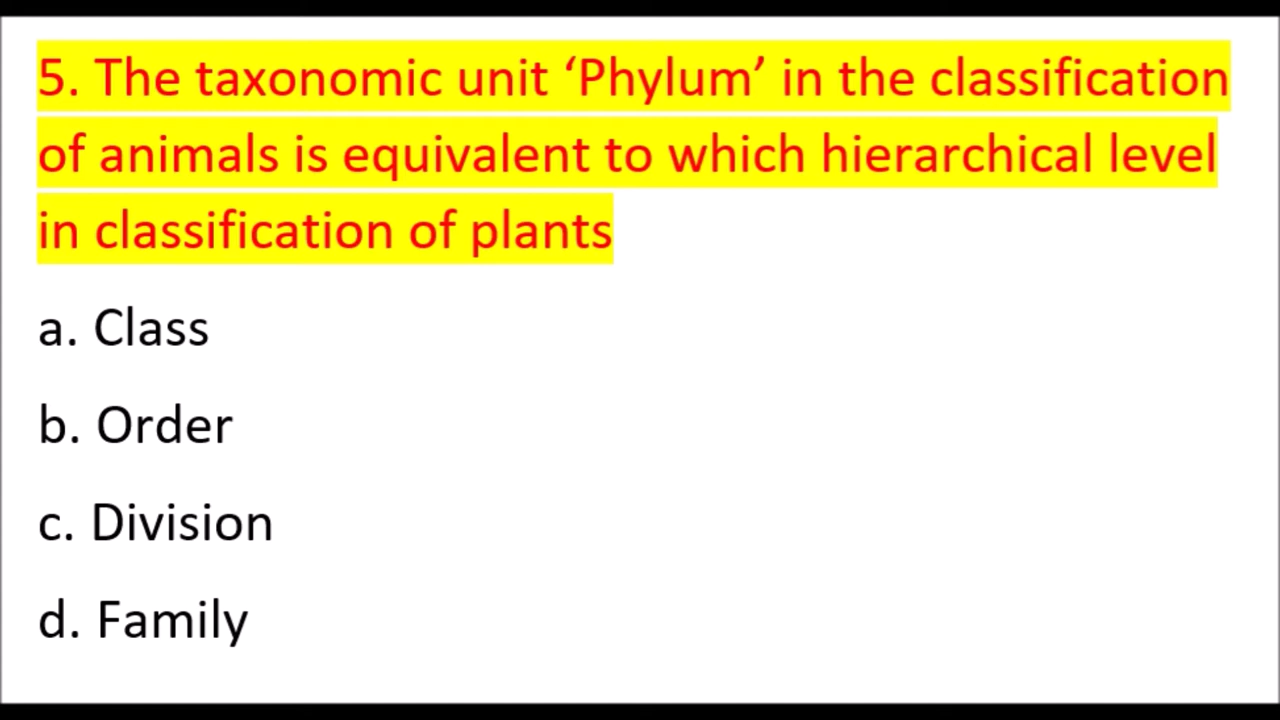 5. The taxonomic unit ‘Phylum’ in the classification
of animals is equivalent to which hierarchical level
in classification of plants
a. Class
b. Order
c. Division
d. Family